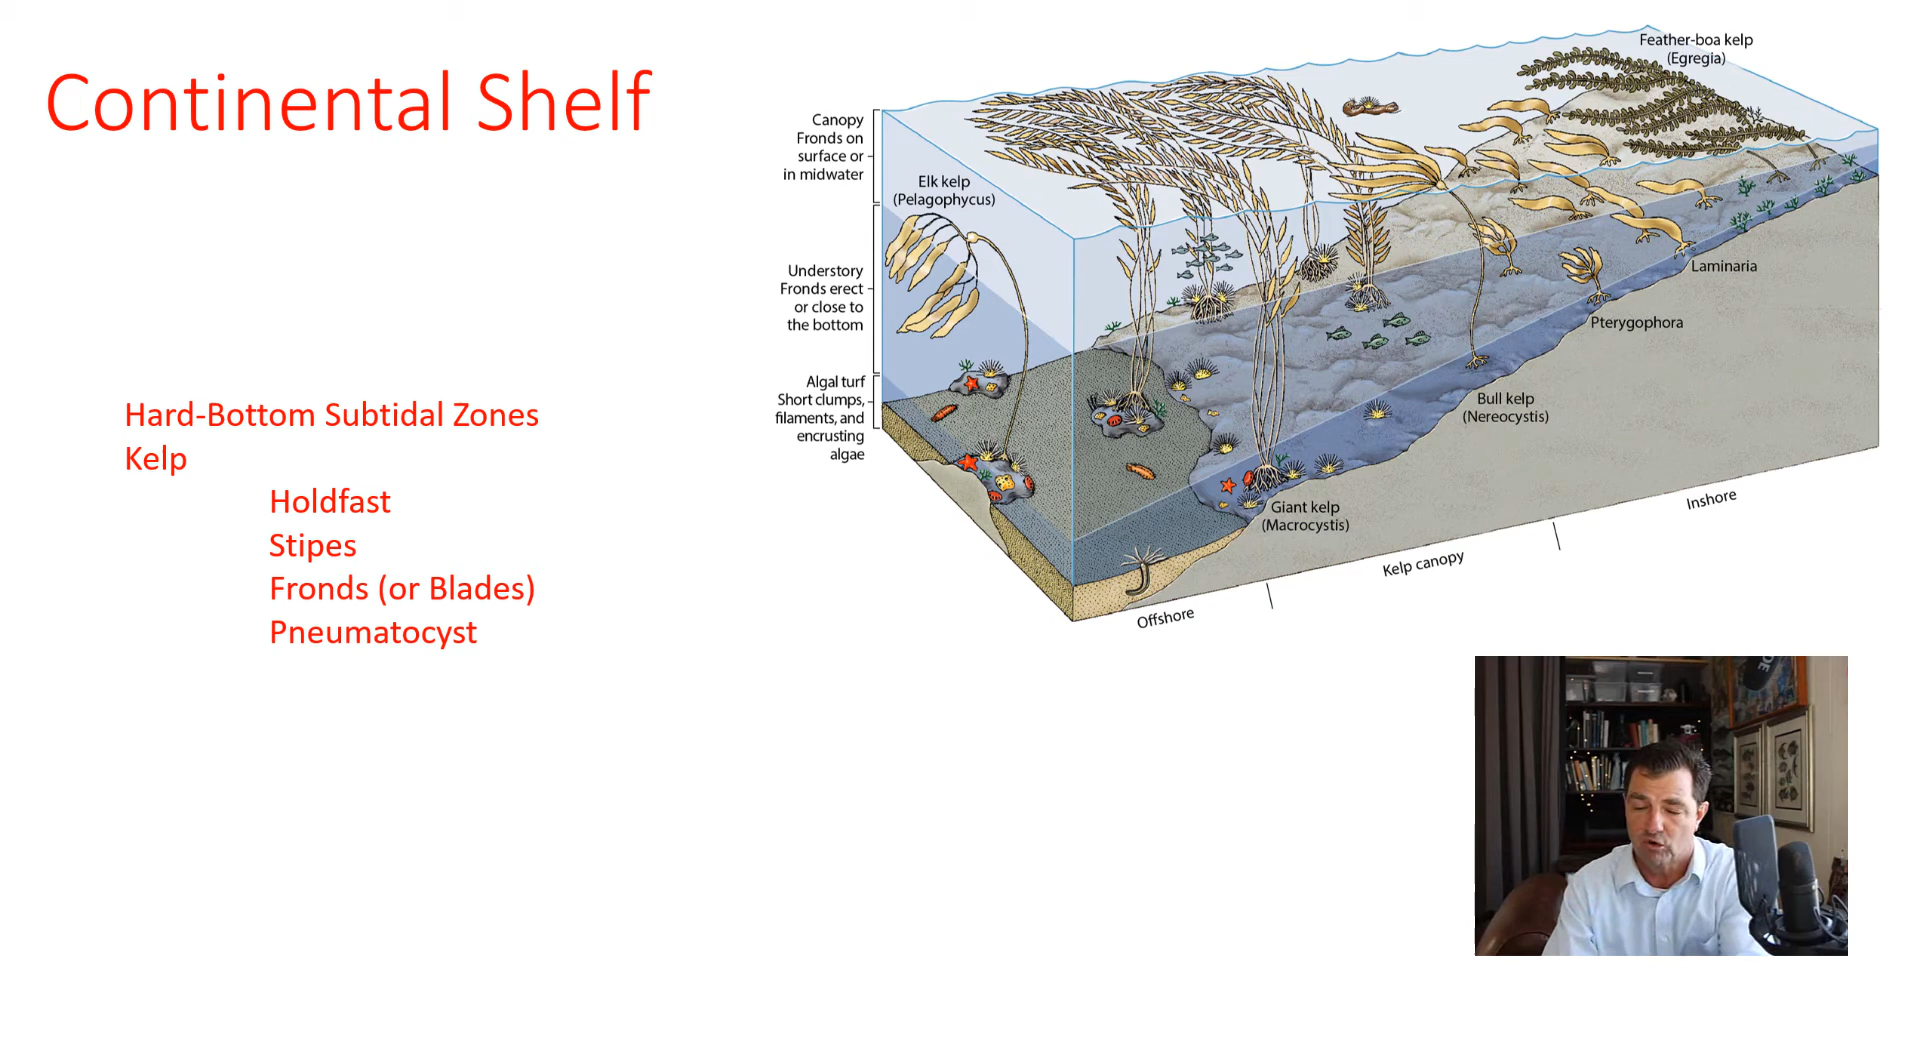 Continental Shelf
Hard-Bottom Subtidal Zones
Kelp
Holdfast
Stipes
Fronds (or Blades)
Pneumatocyst
Canopy
Fronds on
surface or
in midwater
Understory
Fronds erect
or close to
the bottom
Algal turf
Short clumps,
filaments, and
encrusting
algae
Elk kelp
(Pelagophycus)
Feather-boa kelp
(Egregia)
Laminaria
Pterygophora
Bull kelp
(Nereocystis)
Giant kelp
(Macrocystis)
Offshore
Kelp canopy
Inshore